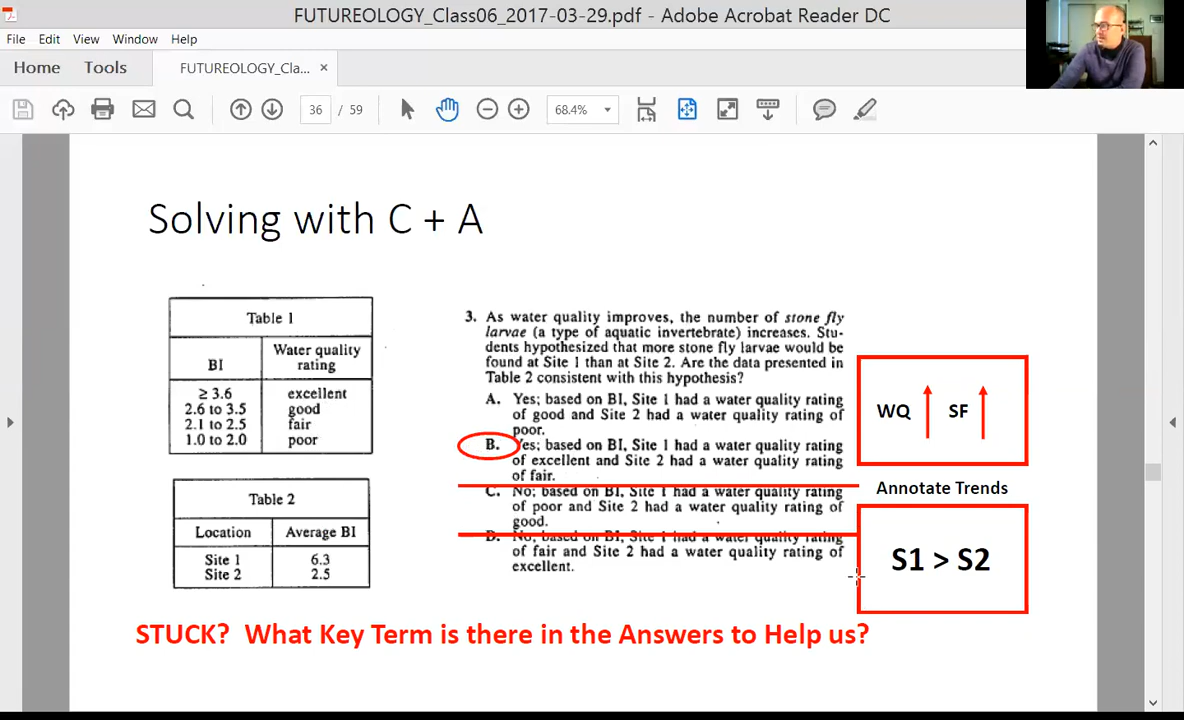 FUTUREOLOGY_Class06_2017-03-29.pdf - Adobe Acrobat Reader DC
File Edit View Window Help
Home Tools FUTUREOLOGY_Cla... ×
36 / 59 68.4%
Solving with C + A
Table 1
BI Water quality
rating
≥ 3.6 excellent
2.6 to 3.5 good
2.1 to 2.5 fair
1.0 to 2.0 poor
Table 2
Location Average BI
Site 1 6.3
Site 2 2.5
3. As water quality improves, the number of stone fly
larvae (a type of aquatic invertebrate) increases. Stu-
dents hypothesized that more stone fly larvae would be
found at Site 1 than at Site 2. Are the data presented in
Table 2 consistent with this hypothesis?
A. Yes; based on BI, Site 1 had a water quality rating
of good and Site 2 had a water quality rating of
poor.
B. Yes; based on BI, Site 1 had a water quality rating
of excellent and Site 2 had a water quality rating
of fair.
C. No; based on BI, Site 1 had a water quality rating
of poor and Site 2 had a water quality rating of
good.
D. No; based on BI, Site 1 had a water quality rating
of fair and Site 2 had a water quality rating of
excellent.
WQ SF
Annotate Trends
S1 > S2
STUCK? What Key Term is there in the Answers to Help us?